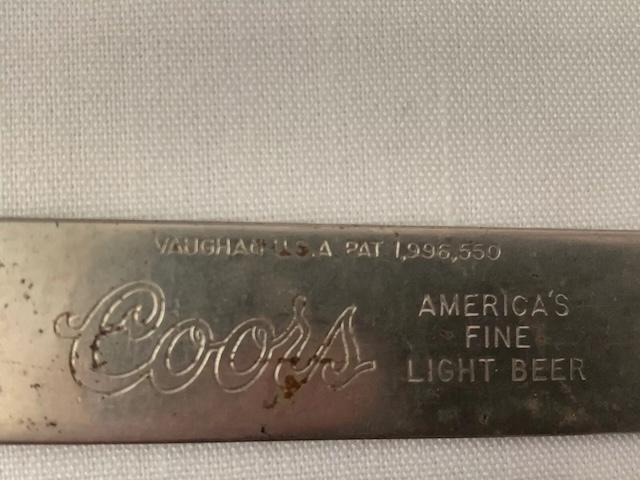 VAUGHAN U.S.A PAT 1,996,550
Coors
AMERICA'S
FINE
LIGHT BEER